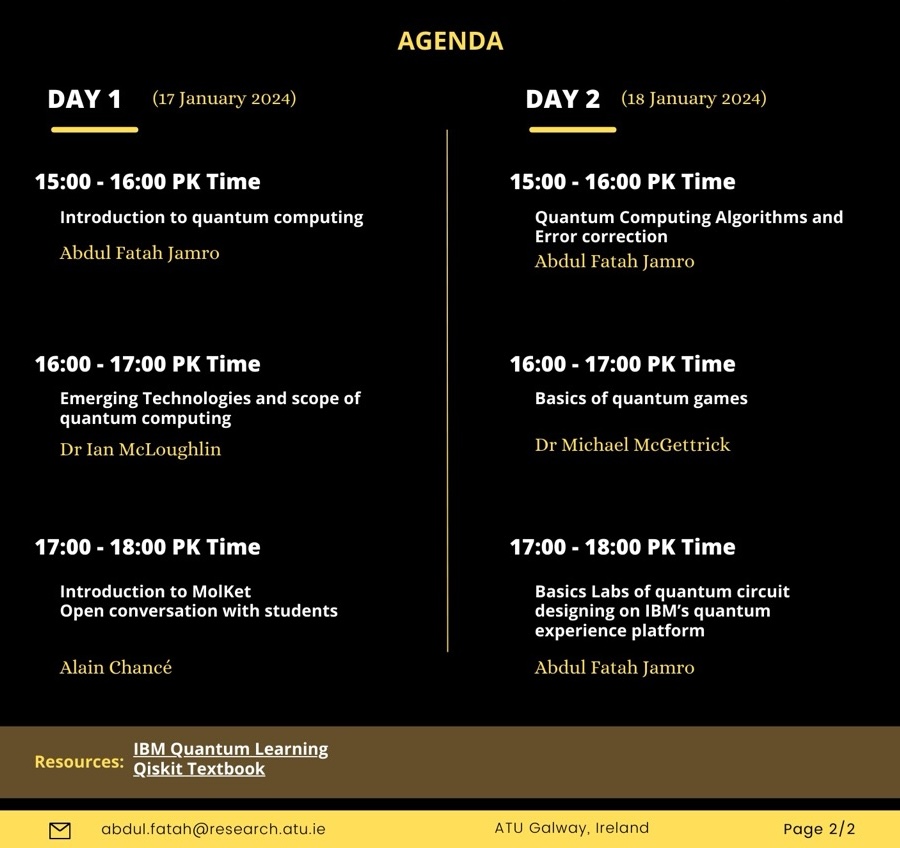 AGENDA
DAY 1 (17 January 2024)
15:00 - 16:00 PK Time
Introduction to quantum computing
Abdul Fatah Jamro
16:00 - 17:00 PK Time
Emerging Technologies and scope of
quantum computing
Dr Ian McLoughlin
17:00 - 18:00 PK Time
Introduction to MolKet
Open conversation with students
Alain Chancé
DAY 2 (18 January 2024)
15:00 - 16:00 PK Time
Quantum Computing Algorithms and
Error correction
Abdul Fatah Jamro
16:00 - 17:00 PK Time
Basics of quantum games
Dr Michael McGettrick
17:00 - 18:00 PK Time
Basics Labs of quantum circuit
designing on IBM’s quantum
experience platform
Abdul Fatah Jamro
Resources: IBM Quantum Learning
Qiskit Textbook
abdul.fatah@research.atu.ie ATU Galway, Ireland Page 2/2